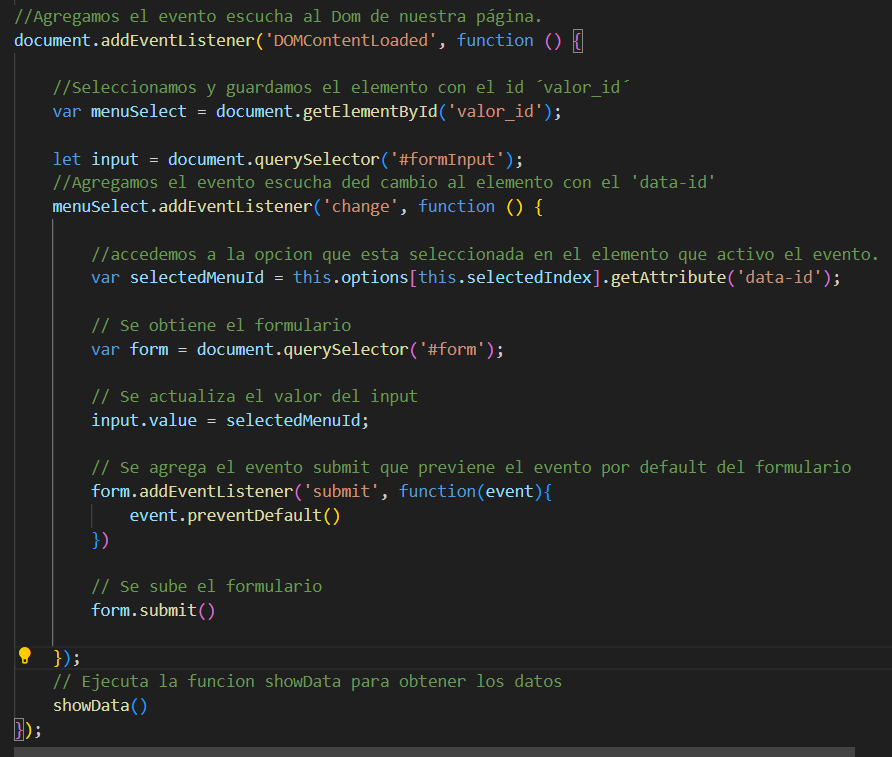 //Agregamos el evento escucha al Dom de nuestra página.
document.addEventListener('DOMContentLoaded', function () {
//Seleccionamos y guardamos el elemento con el id ´valor_id´
var menuSelect = document.getElementById('valor_id');
let input = document.querySelector('#formInput');
//Agregamos el evento escucha ded cambio al elemento con el 'data-id'
menuSelect.addEventListener('change', function () {
//accedemos a la opcion que esta seleccionada en el elemento que activo el evento.
var selectedMenuId = this.options[this.selectedIndex].getAttribute('data-id');
// Se obtiene el formulario
var form = document.querySelector('#form');
// Se actualiza el valor del input
input.value = selectedMenuId;
// Se agrega el evento submit que previene el evento por default del formulario
form.addEventListener('submit', function(event){
event.preventDefault()
})
// Se sube el formulario
form.submit()
});
// Ejecuta la funcion showData para obtener los datos
showData()
});